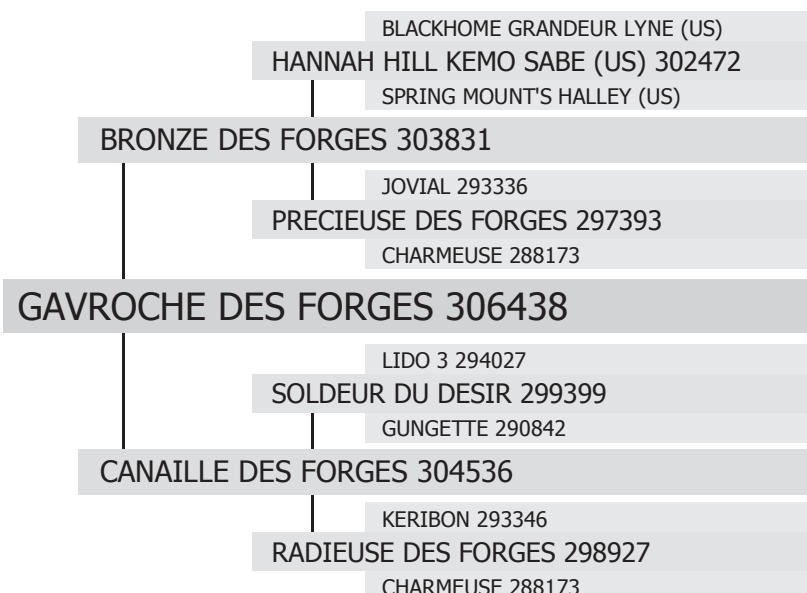 BLACKHOME GRANDEUR LYNE (US)
HANNAH HILL KEMO SABE (US) 302472
SPRING MOUNT'S HALLEY (US)
BRONZE DES FORGES 303831
JOVIAL 293336
PRECIEUSE DES FORGES 297393
CHARMEUSE 288173
GAVROCHE DES FORGES 306438
LIDO 3 294027
SOLDEUR DU DESIR 299399
GUNGETTE 290842
CANAILLE DES FORGES 304536
KERIBON 293346
RADIEUSE DES FORGES 298927
CHARMEUSE 288173